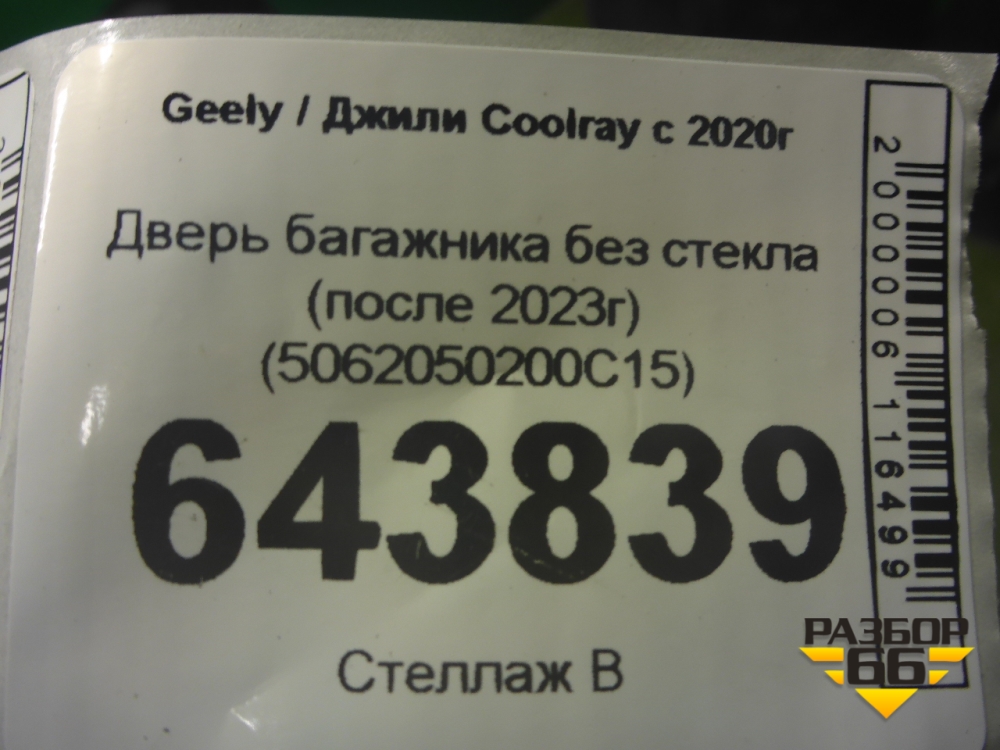 Geely / Джили Coolray с 2020г
Дверь багажника без стекла
(после 2023г)
(5062050200C15)
643839
Стеллаж В
2000006116499
РАЗБОР
66